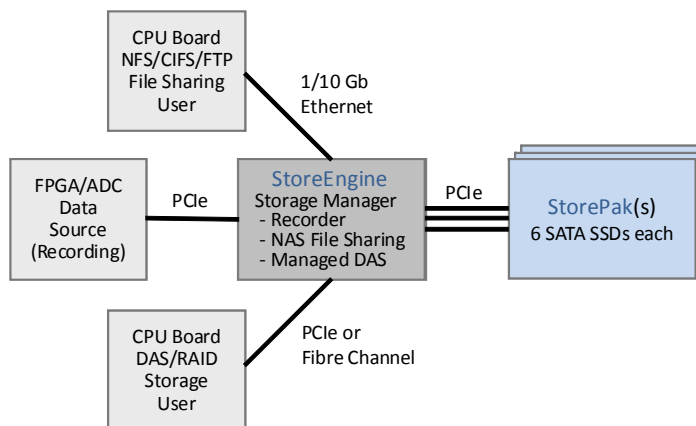 CPU Board
NFS/CIFS/FTP
File Sharing
User
1/10 Gb
Ethernet
FPGA/ADC
Data
Source
(Recording)
PCIe
StoreEngine
Storage Manager
- Recorder
- NAS File Sharing
- Managed DAS
PCIe
StorePak(s)
6 SATA SSDs each
CPU Board
DAS/RAID
Storage
User
PCIe or
Fibre Channel